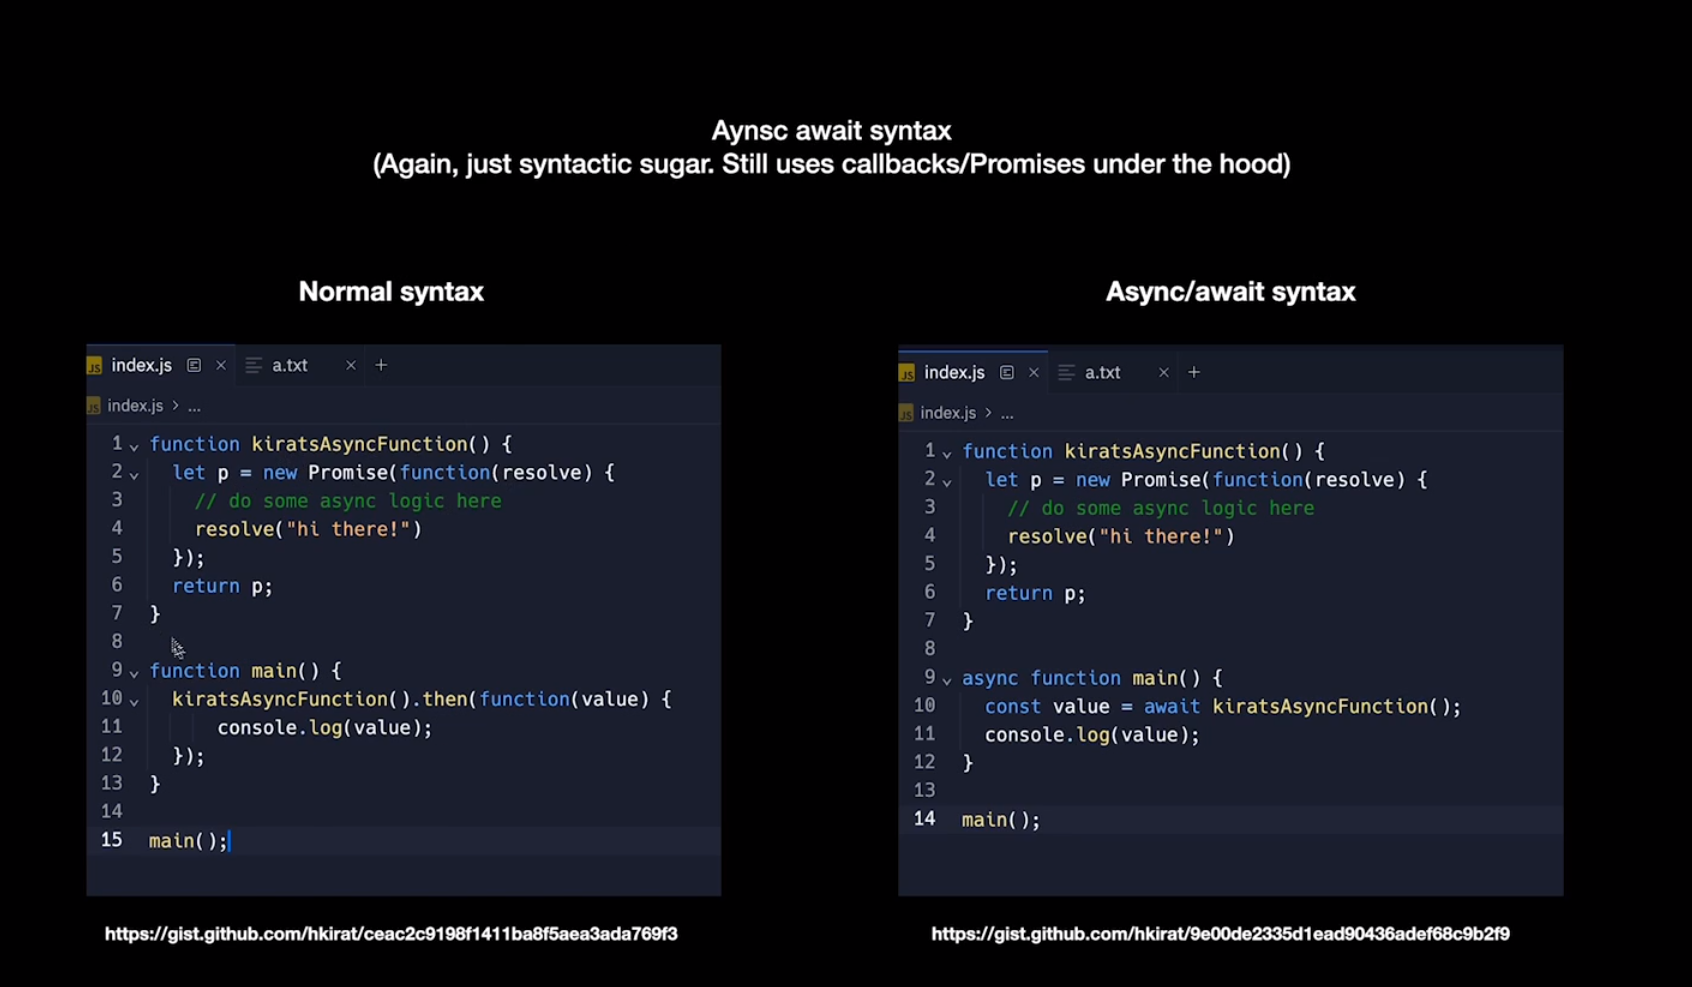 Aynsc await syntax
(Again, just syntactic sugar. Still uses callbacks/Promises under the hood)
Normal syntax
JS index.js × a.txt × +
JS index.js > ...
1 function kiratsAsyncFunction() {
2   let p = new Promise(function(resolve) {
3     // do some async logic here
4     resolve("hi there!")
5   });
6   return p;
7 }
8
9 function main() {
10   kiratsAsyncFunction().then(function(value) {
11       console.log(value);
12   });
13 }
14
15 main();
https://gist.github.com/hkirat/ceac2c9198f1411ba8f5aea3ada769f3
Async/await syntax
JS index.js × a.txt × +
JS index.js > ...
1 function kiratsAsyncFunction() {
2   let p = new Promise(function(resolve) {
3     // do some async logic here
4     resolve("hi there!")
5   });
6   return p;
7 }
8
9 async function main() {
10   const value = await kiratsAsyncFunction();
11   console.log(value);
12 }
13
14 main();
https://gist.github.com/hkirat/9e00de2335d1ead90436adef68c9b2f9